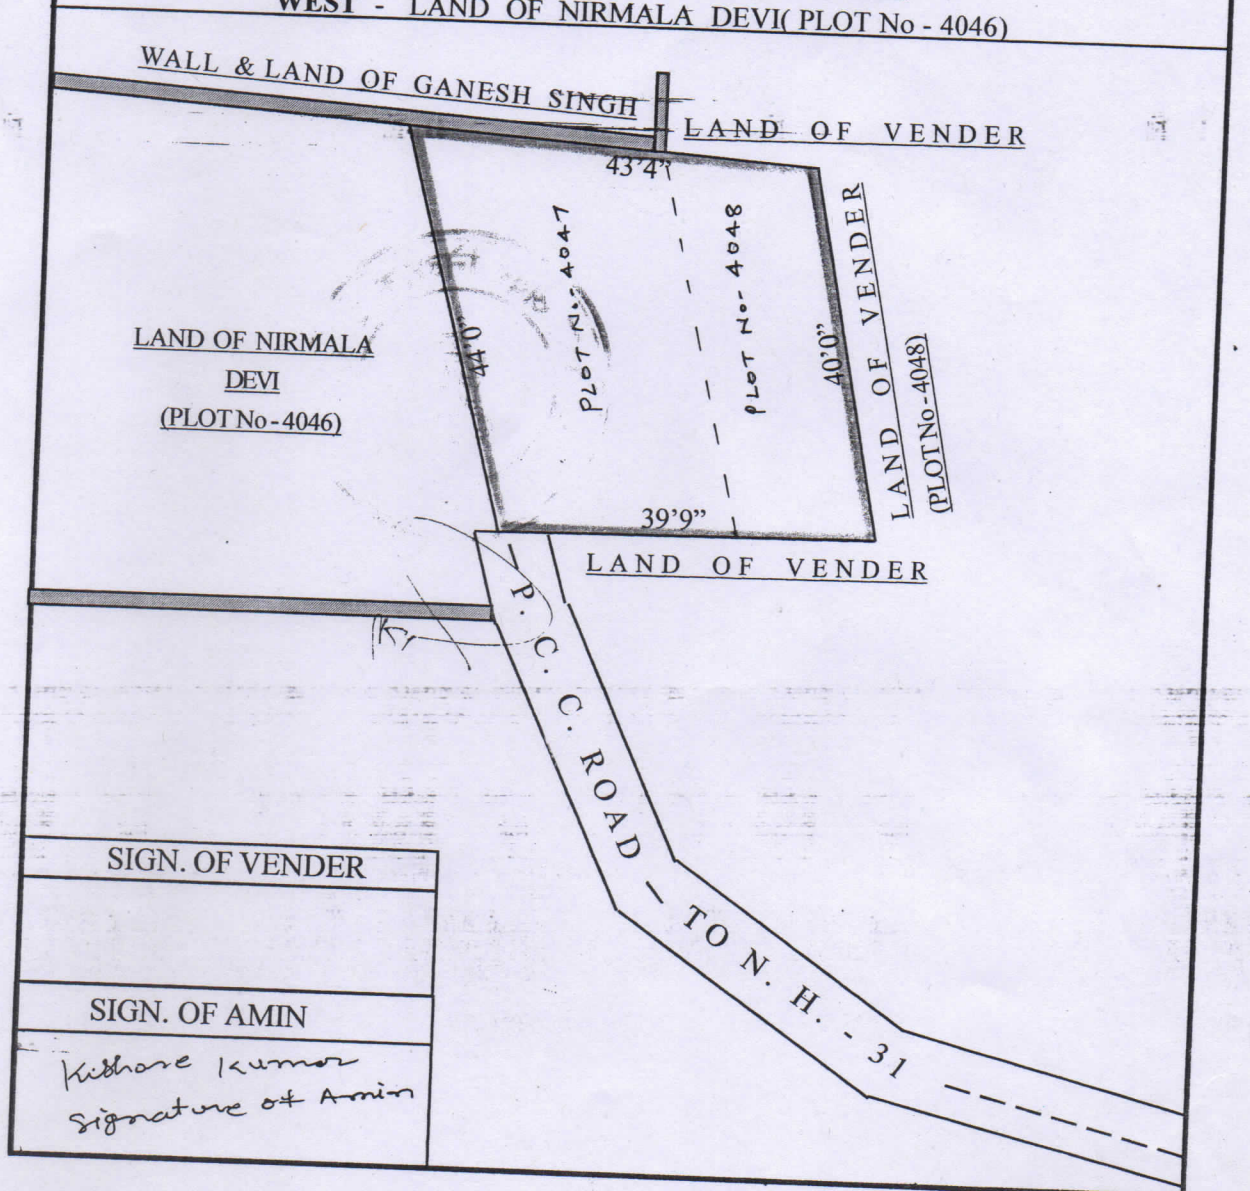 WEST - LAND OF NIRMALA DEVI( PLOT No - 4046)
WALL & LAND OF GANESH SINGH
LAND OF VENDER
43'4"
PLOT No- 4047
PLOT No- 4048
LAND OF VENDER
(PLOT No-4048)
44'0"
40'0"
LAND OF NIRMALA
DEVI
(PLOT No - 4046)
39'9"
LAND OF VENDER
P. C. C. ROAD - TO N. H. - 31
SIGN. OF VENDER
SIGN. OF AMIN
Kishore Kumar
Signature of Amin